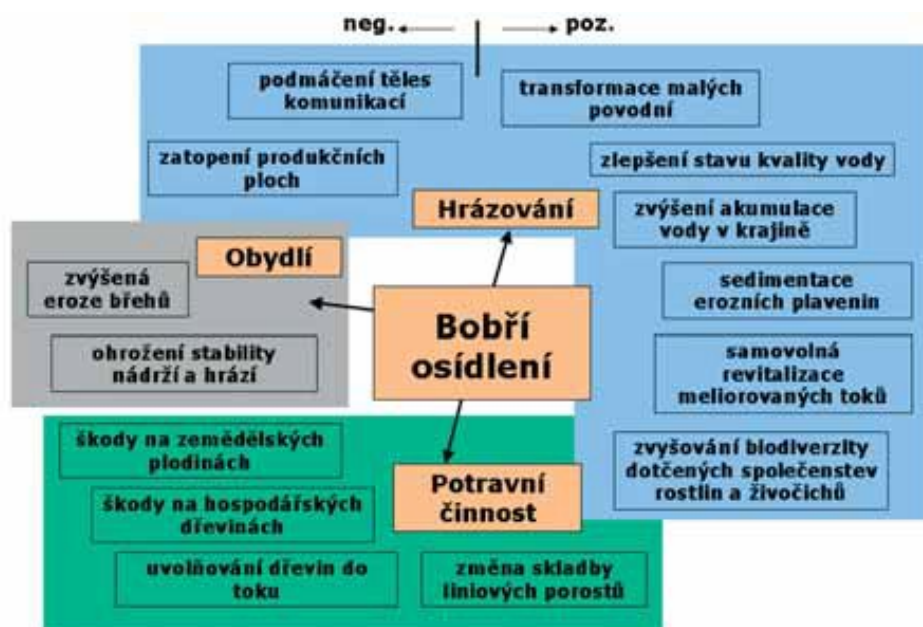 neg.
poz.
podmáčení těles
komunikací
transformace malých
povodní
zatopení produkčních
ploch
zlepšení stavu kvality vody
Hrázování
zvýšení akumulace
vody v krajině
Obydlí
zvýšená
eroze břehů
sedimentace
erozních plavenin
Bobří
osídlení
ohrožení stability
nádrží a hrází
samovolná
revitalizace
meliorovaných toků
škody na zemědělských
plodinách
zvyšování biodiverzity
dotčených společenstev
rostlin a živočichů
Potravní
činnost
škody na hospodářských
dřevinách
uvolňování dřevin do
toku
změna skladby
liniových porostů